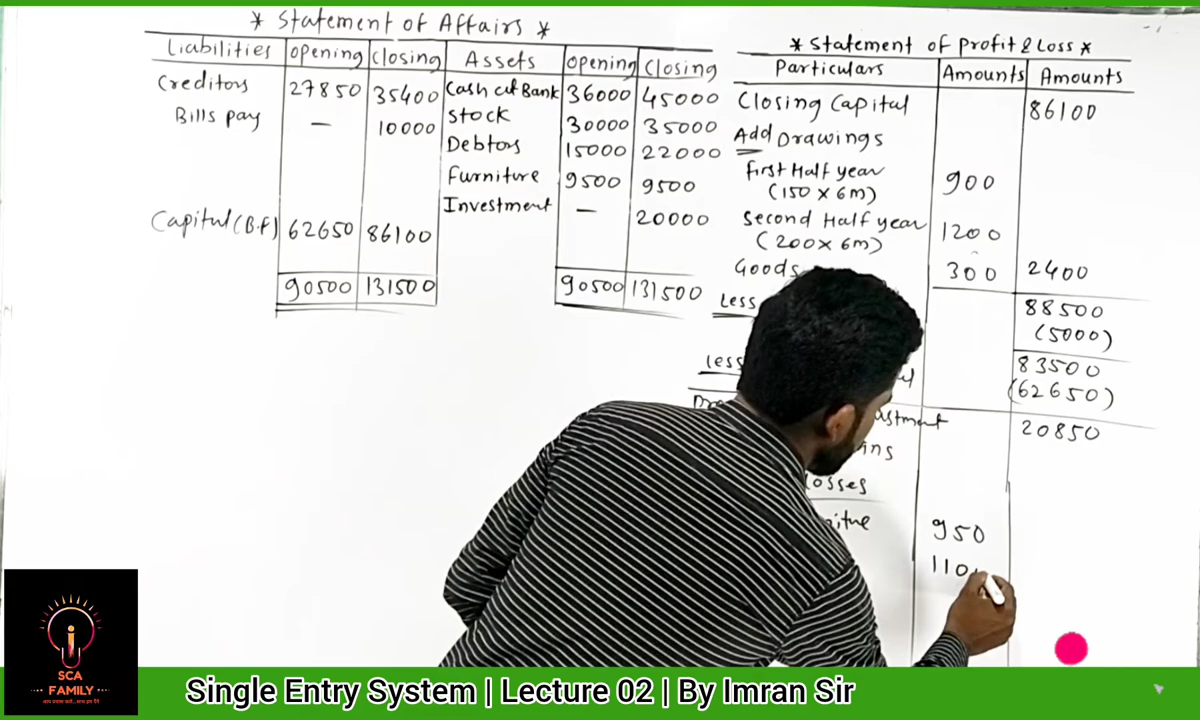 * Statement of Affairs *
Liabilities opening closing Assets opening closing
Creditors 27850 35400 Cash at Bank 36000 45000
Bills pay — 10000 Stock 30000 35000
Debtors 15000 22000
Furniture 9500 9500
Investment — 20000
Capital (B.F) 62650 86100
90500 131500 90500 131500
* Statement of Profit & Loss *
Particulars Amounts Amounts
Closing Capital 86100
Add Drawings
First Half year 900
(150 x 6m)
Second Half year 1200
(200 x 6m)
Goods 300 2400
Less 88500
(5000)
83500
Less (62650)
20850
950
SCA
FAMILY
Single Entry System | Lecture 02 | By Imran Sir